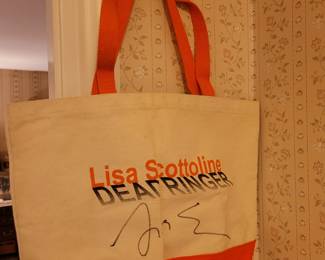 Lisa Scottoline
DEAD RINGER